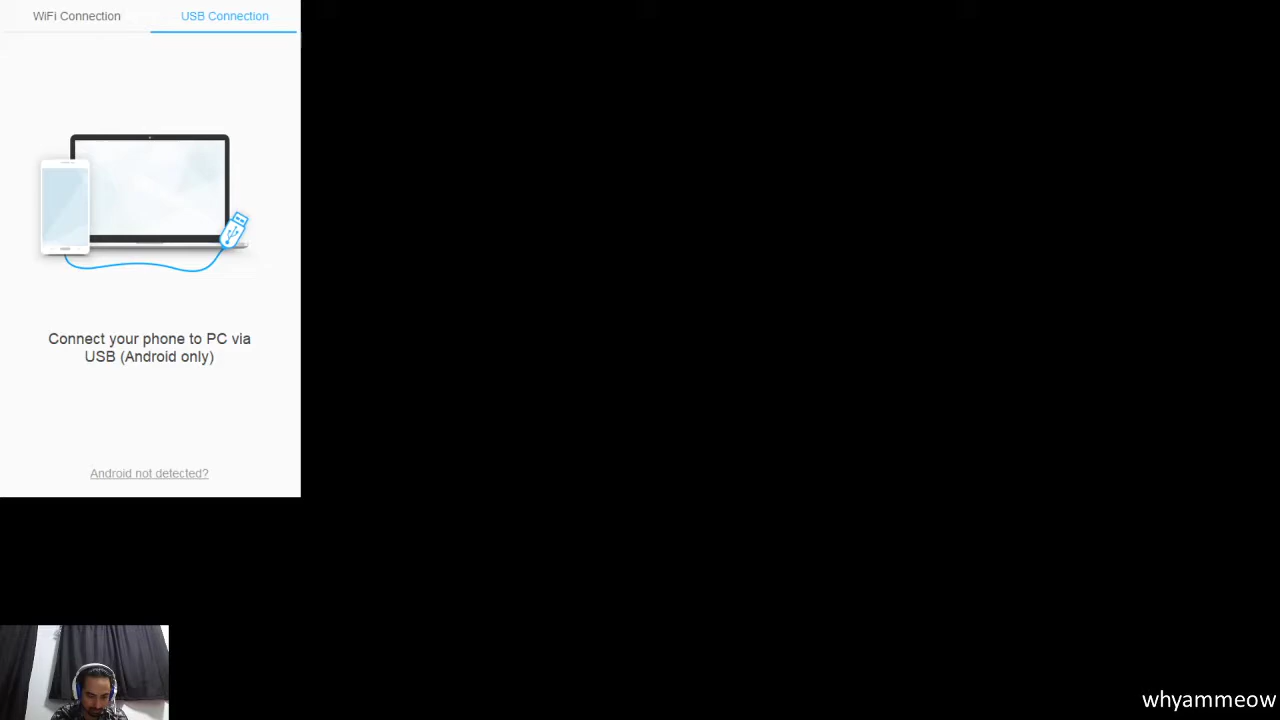 WiFi Connection
USB Connection
Connect your phone to PC via
USB (Android only)
Android not detected?
whyammeow